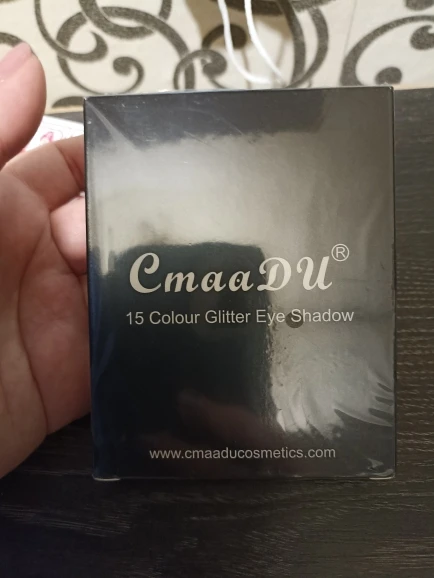 CmaaDU®
15 Colour Glitter Eye Shadow
www.cmaaducosmetics.com